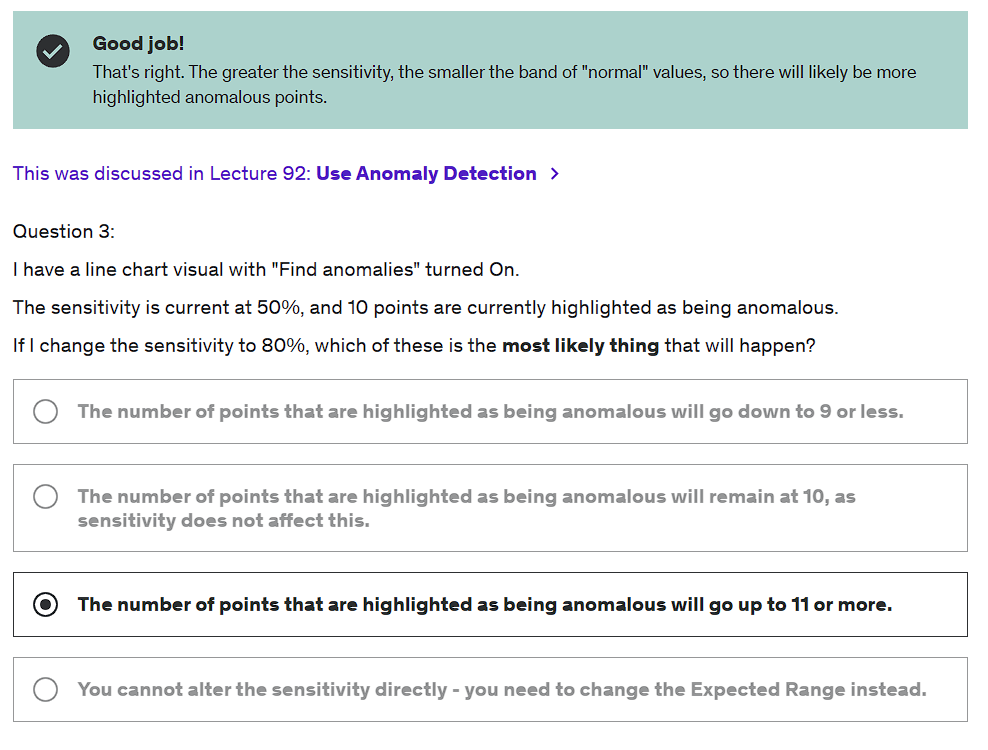 Good job!
That's right. The greater the sensitivity, the smaller the band of "normal" values, so there will likely be more
highlighted anomalous points.
This was discussed in Lecture 92: Use Anomaly Detection
Question 3:
I have a line chart visual with "Find anomalies" turned On.
The sensitivity is current at 50%, and 10 points are currently highlighted as being anomalous.
If I change the sensitivity to 80%, which of these is the most likely thing that will happen?
The number of points that are highlighted as being anomalous will go down to 9 or less.
The number of points that are highlighted as being anomalous will remain at 10, as
sensitivity does not affect this.
The number of points that are highlighted as being anomalous will go up to 11 or more.
You cannot alter the sensitivity directly - you need to change the Expected Range instead.